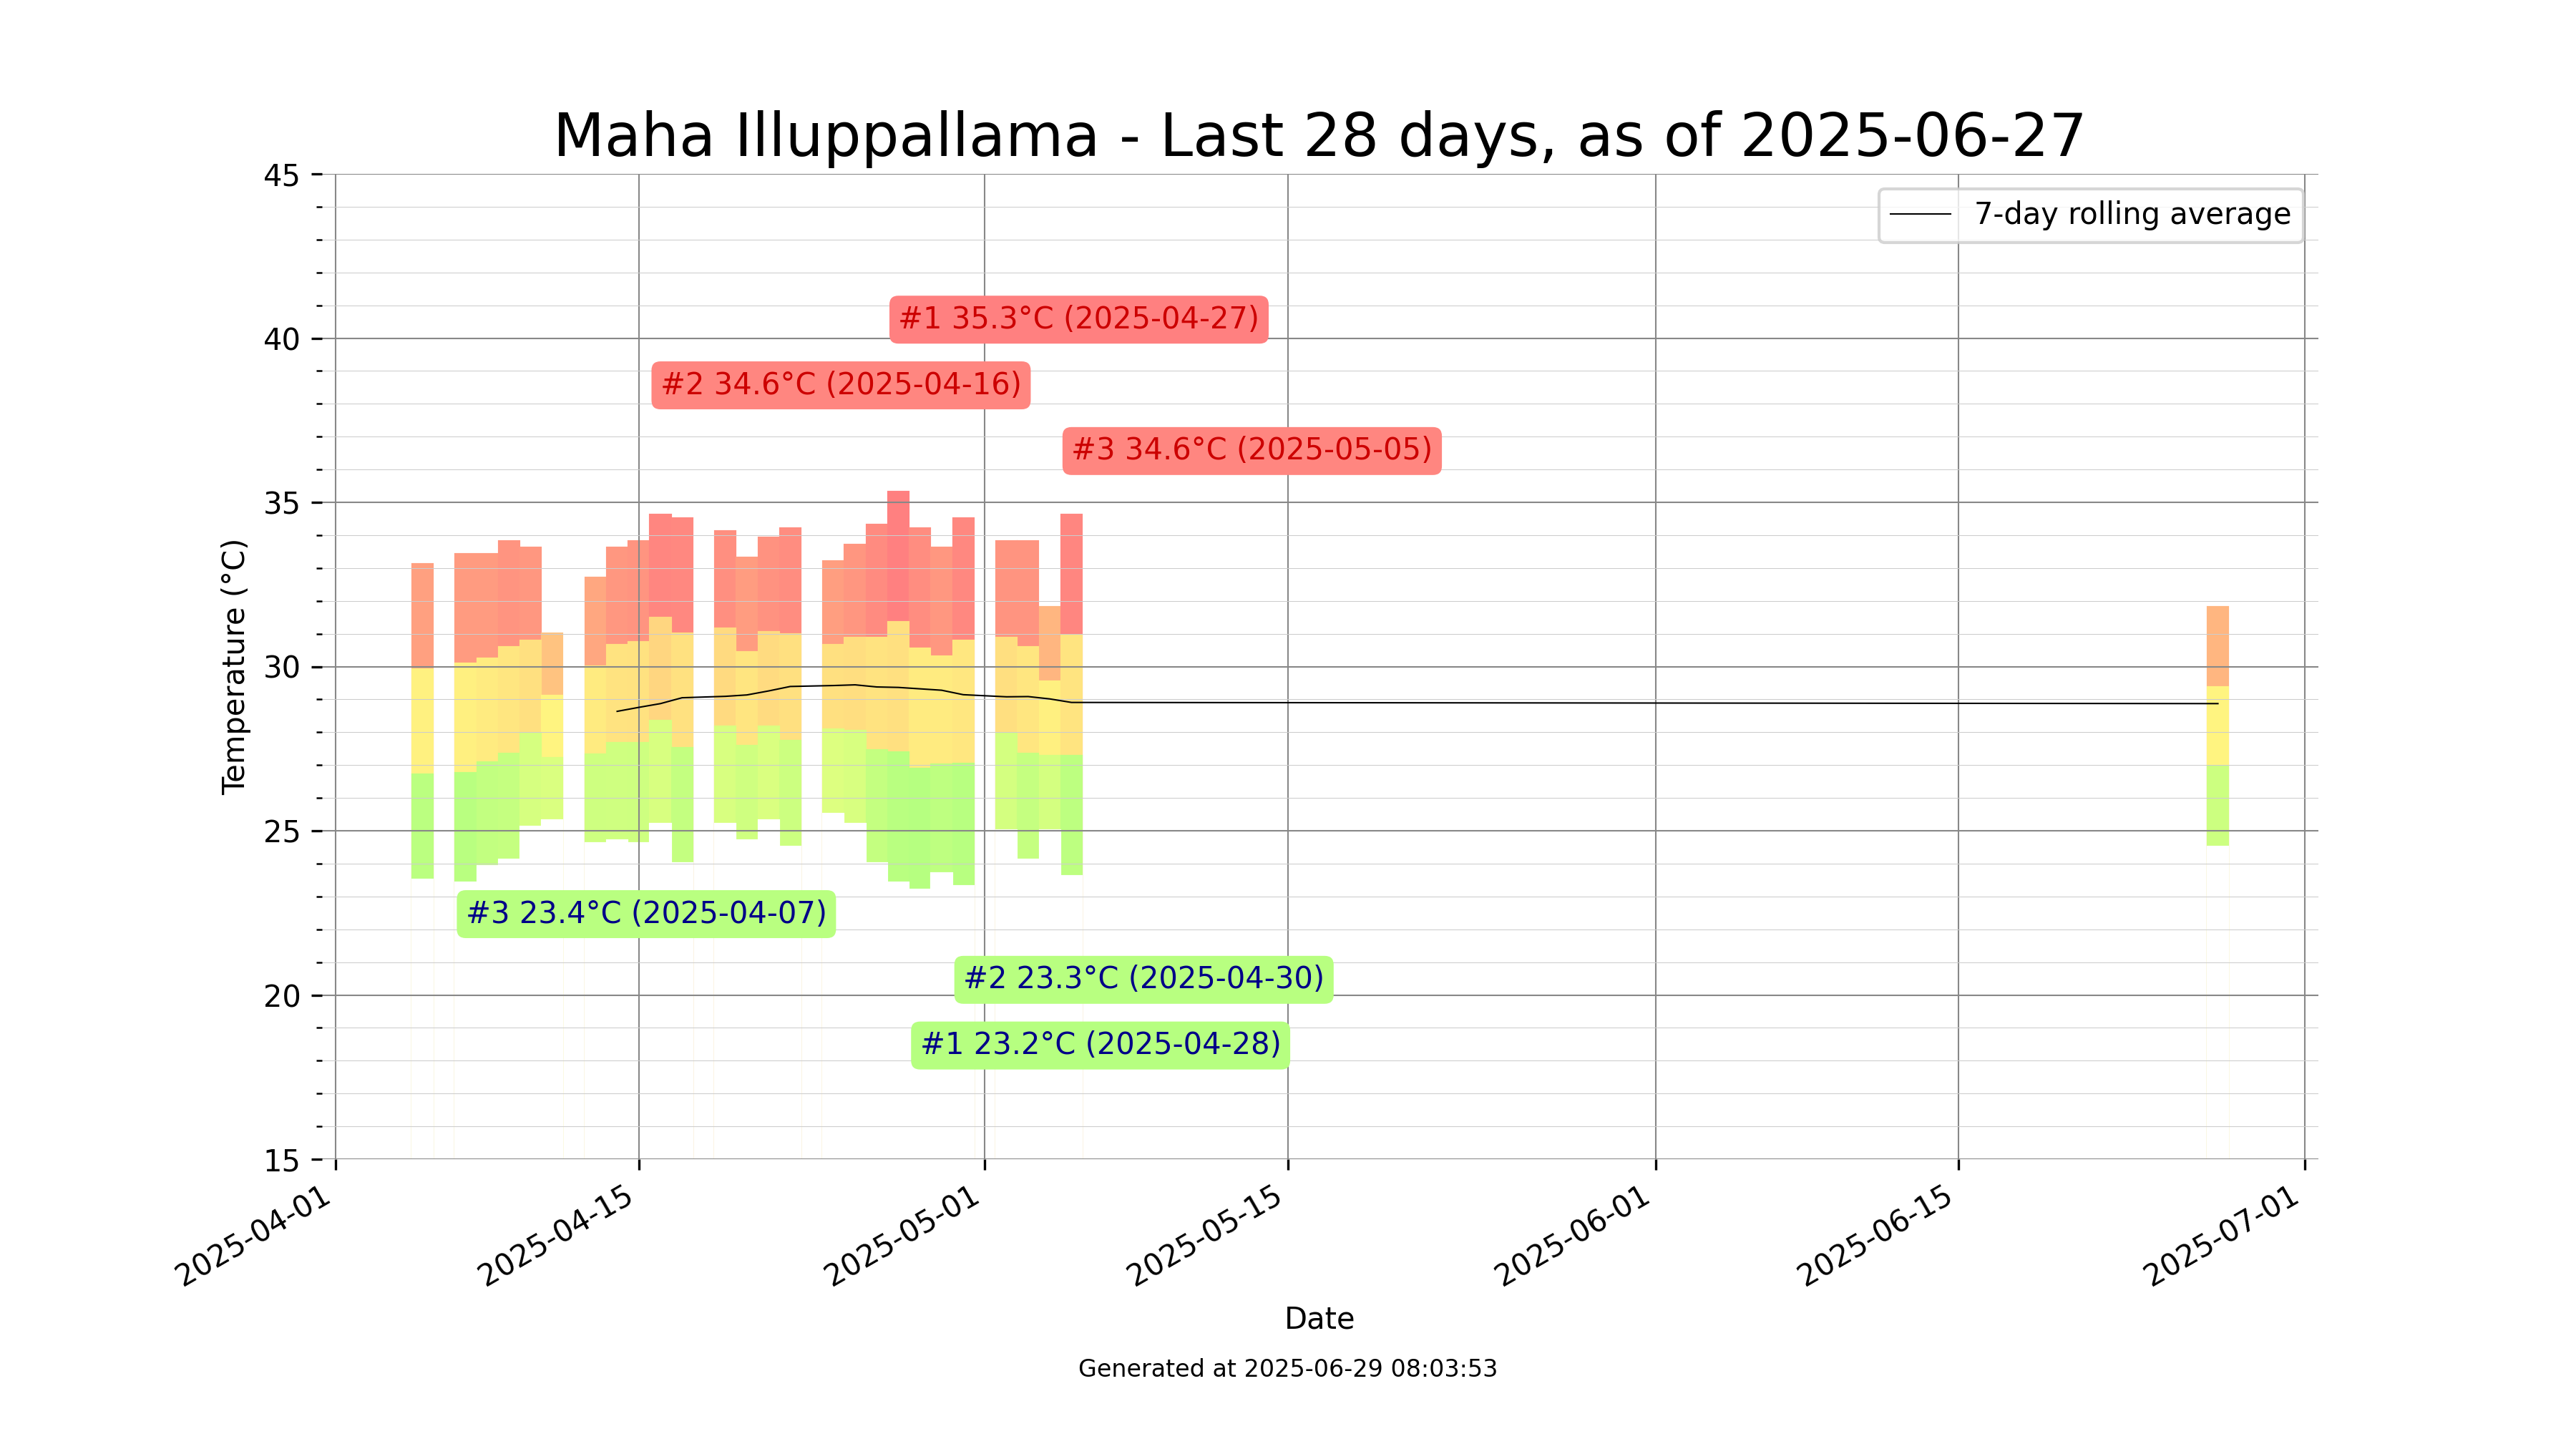 Maha Illuppallama - Last 28 days, as of 2025-06-27
7-day rolling average
45
40
35
30
25
20
15
Temperature (°C)
#1 35.3°C (2025-04-27)
#2 34.6°C (2025-04-16)
#3 34.6°C (2025-05-05)
#3 23.4°C (2025-04-07)
#2 23.3°C (2025-04-30)
#1 23.2°C (2025-04-28)
2025-04-01
2025-04-15
2025-05-01
2025-05-15
2025-06-01
2025-06-15
2025-07-01
Date
Generated at 2025-06-29 08:03:53